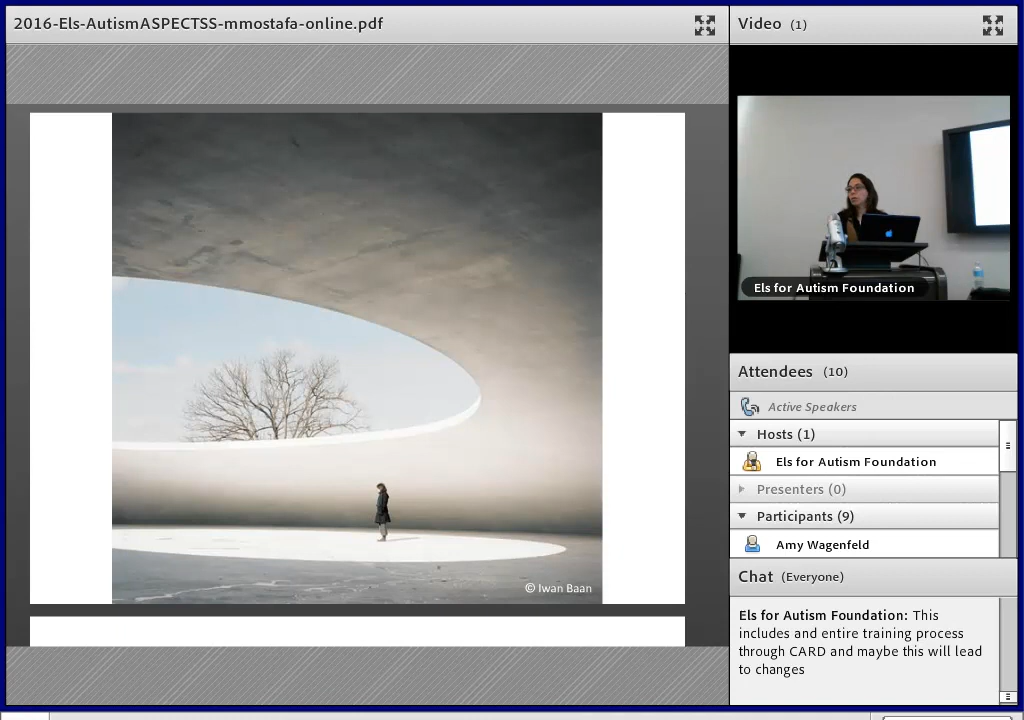 2016-Els-AutismASPECTSS-mmostafa-online.pdf
© Iwan Baan
Video (1)
Els for Autism Foundation
Attendees (10)
Active Speakers
Hosts (1)
Els for Autism Foundation
Presenters (0)
Participants (9)
Amy Wagenfeld
Chat (Everyone)
Els for Autism Foundation: This
includes and entire training process
through CARD and maybe this will lead
to changes